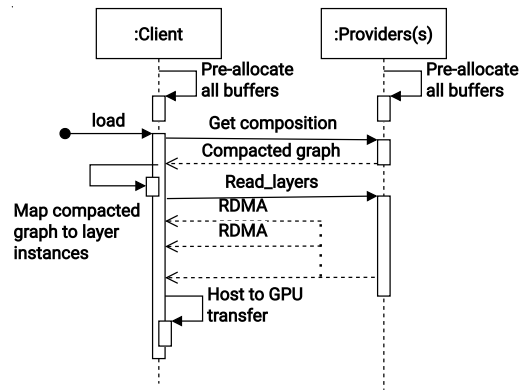 :Client
:Providers(s)
Pre-allocate
all buffers
Pre-allocate
all buffers
load
Get composition
Compacted graph
Read_layers
RDMA
Map compacted
graph to layer
instances
RDMA
Host to GPU
transfer